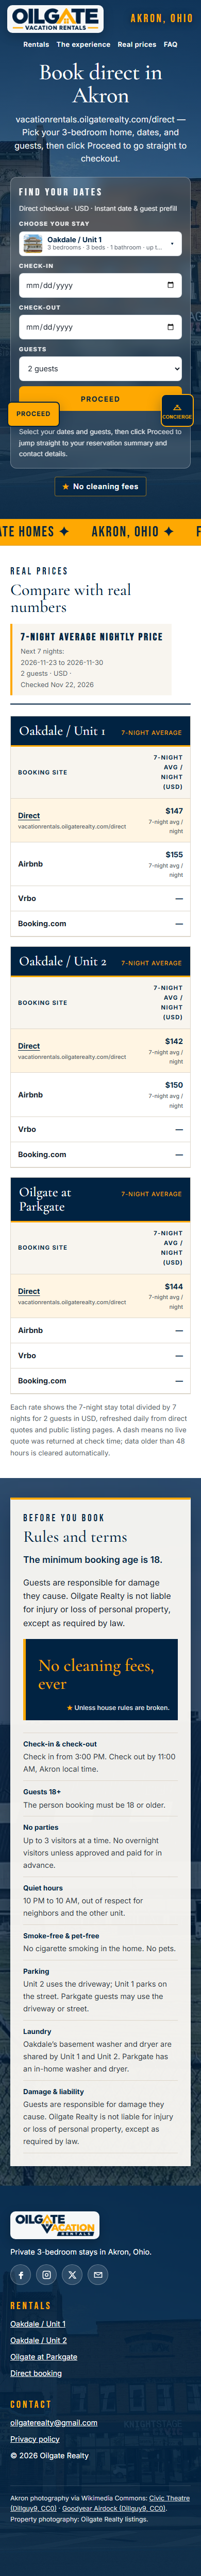 OILGATE
VACATION RENTALS
AKRON, OHIO
Rentals The experience Real prices FAQ
Book direct in
Akron
vacationrentals.oilgaterealty.com/direct —
Pick your 3-bedroom home, dates, and
guests, then click Proceed to go straight to
checkout.
FIND YOUR DATES
Direct checkout · USD · Instant date & guest prefill
CHOOSE YOUR STAY
Oakdale / Unit 1
3 bedrooms · 3 beds · 1 bathroom · up t...
CHECK-IN
mm/dd/yyyy
CHECK-OUT
mm/dd/yyyy
GUESTS
2 guests
PROCEED
PROCEED
CONCIERGE
Select your dates and guests, then click Proceed to
jump straight to your reservation summary and
contact details.
★ No cleaning fees
ATE HOMES ✦ AKRON, OHIO ✦ F
REAL PRICES
Compare with real
numbers
7-NIGHT AVERAGE NIGHTLY PRICE
Next 7 nights:
2026-11-23 to 2026-11-30
2 guests · USD ·
Checked Nov 22, 2026
Oakdale / Unit 1 7-NIGHT AVERAGE
BOOKING SITE 7-NIGHT
AVG /
NIGHT
(USD)
Direct $147
vacationrentals.oilgaterealty.com/direct 7-night avg /
night
Airbnb $155
7-night avg /
night
Vrbo —
Booking.com —
Oakdale / Unit 2 7-NIGHT AVERAGE
BOOKING SITE 7-NIGHT
AVG /
NIGHT
(USD)
Direct $142
vacationrentals.oilgaterealty.com/direct 7-night avg /
night
Airbnb $150
7-night avg /
night
Vrbo —
Booking.com —
Oilgate at
Parkgate 7-NIGHT AVERAGE
BOOKING SITE 7-NIGHT
AVG /
NIGHT
(USD)
Direct $144
vacationrentals.oilgaterealty.com/direct 7-night avg /
night
Airbnb —
Vrbo —
Booking.com —
Each rate shows the 7-night stay total divided by 7
nights for 2 guests in USD, refreshed daily from direct
quotes and public listing pages. A dash means no live
quote was returned at check time; data older than 48
hours is cleared automatically.
BEFORE YOU BOOK
Rules and terms
The minimum booking age is 18.
Guests are responsible for damage
they cause. Oilgate Realty is not liable
for injury or loss of personal property,
except as required by law.
No cleaning fees,
ever
★ Unless house rules are broken.
Check-in & check-out
Check in from 3:00 PM. Check out by 11:00
AM, Akron local time.
Guests 18+
The person booking must be 18 or older.
No parties
Up to 3 visitors at a time. No overnight
visitors unless approved and paid for in
advance.
Quiet hours
10 PM to 10 AM, out of respect for
neighbors and the other unit.
Smoke-free & pet-free
No cigarette smoking in the home. No pets.
Parking
Unit 2 uses the driveway; Unit 1 parks on
the street. Parkgate guests may use the
driveway or street.
Laundry
Oakdale's basement washer and dryer are
shared by Unit 1 and Unit 2. Parkgate has
an in-home washer and dryer.
Damage & liability
Guests are responsible for damage they
cause. Oilgate Realty is not liable for injury
or loss of personal property, except as
required by law.
OILGATE
VACATION
RENTALS
Private 3-bedroom stays in Akron, Ohio.
RENTALS
Oakdale / Unit 1
Oakdale / Unit 2
Oilgate at Parkgate
Direct booking
CONTACT
oilgaterealty@gmail.com
Privacy policy
© 2026 Oilgate Realty
Akron photography via Wikimedia Commons: Civic Theatre
(DJlguy9, CC0) · Goodyear Airdock (DJlguy9, CC0).
Property photography: Oilgate Realty listings.